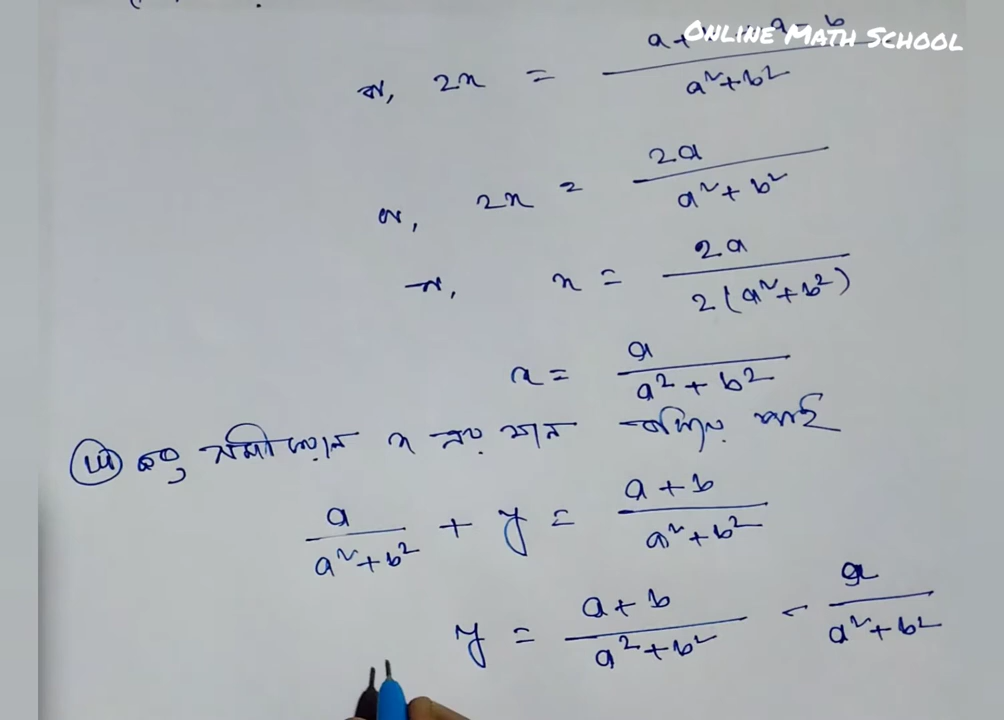 ONLINE MATH SCHOOL
বা, 2x = (a+b+a-b)/(a²+b²)
বা, 2x = 2a/(a²+b²)
বা, x = 2a/2(a²+b²)
x = a/(a²+b²)
(iii) নং সমীকরণে x এর মান বসিয়ে পাই
a/(a²+b²) + y = (a+b)/(a²+b²)
y = (a+b)/(a²+b²) - a/(a²+b²)